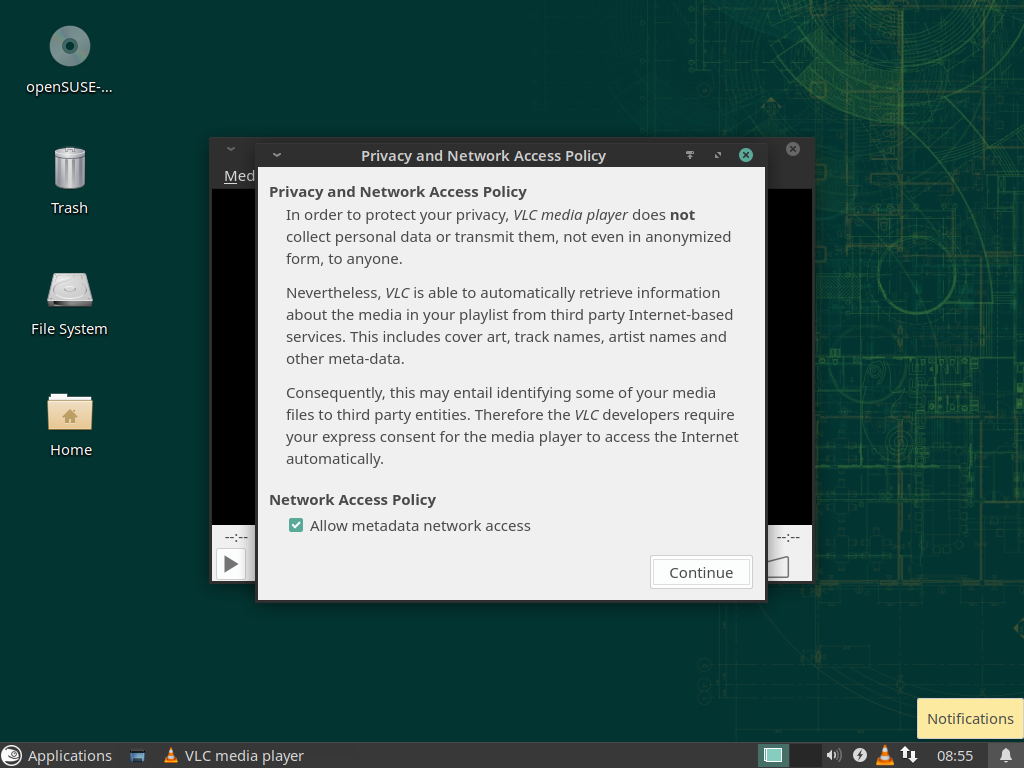 openSUSE-...
Trash
File System
Home
Med
Privacy and Network Access Policy
Privacy and Network Access Policy
In order to protect your privacy, VLC media player does not
collect personal data or transmit them, not even in anonymized
form, to anyone.
Nevertheless, VLC is able to automatically retrieve information
about the media in your playlist from third party Internet-based
services. This includes cover art, track names, artist names and
other meta-data.
Consequently, this may entail identifying some of your media
files to third party entities. Therefore the VLC developers require
your express consent for the media player to access the Internet
automatically.
Network Access Policy
Allow metadata network access
--:-- --:--
Continue
Notifications
Applications VLC media player 08:55